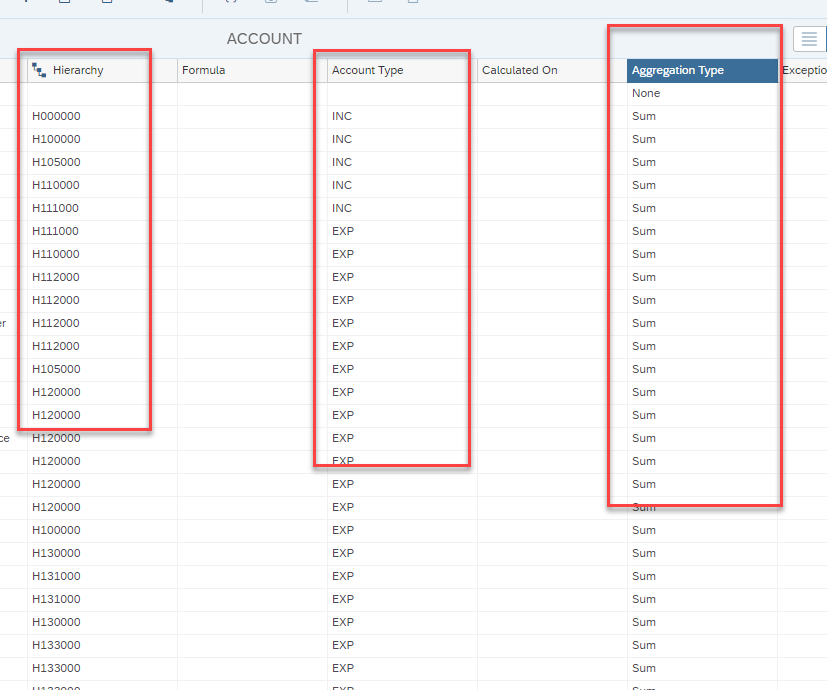 ACCOUNT
Hierarchy Formula Account Type Calculated On Aggregation Type Exceptio
None
H000000 INC Sum
H100000 INC Sum
H105000 INC Sum
H110000 INC Sum
H111000 INC Sum
H111000 EXP Sum
H110000 EXP Sum
H112000 EXP Sum
H112000 EXP Sum
er H112000 EXP Sum
H112000 EXP Sum
H105000 EXP Sum
H120000 EXP Sum
H120000 EXP Sum
ce H120000 EXP Sum
H120000 EXP Sum
H120000 EXP Sum
H120000 EXP Sum
H100000 EXP Sum
H130000 EXP Sum
H131000 EXP Sum
H131000 EXP Sum
H130000 EXP Sum
H133000 EXP Sum
H133000 EXP Sum